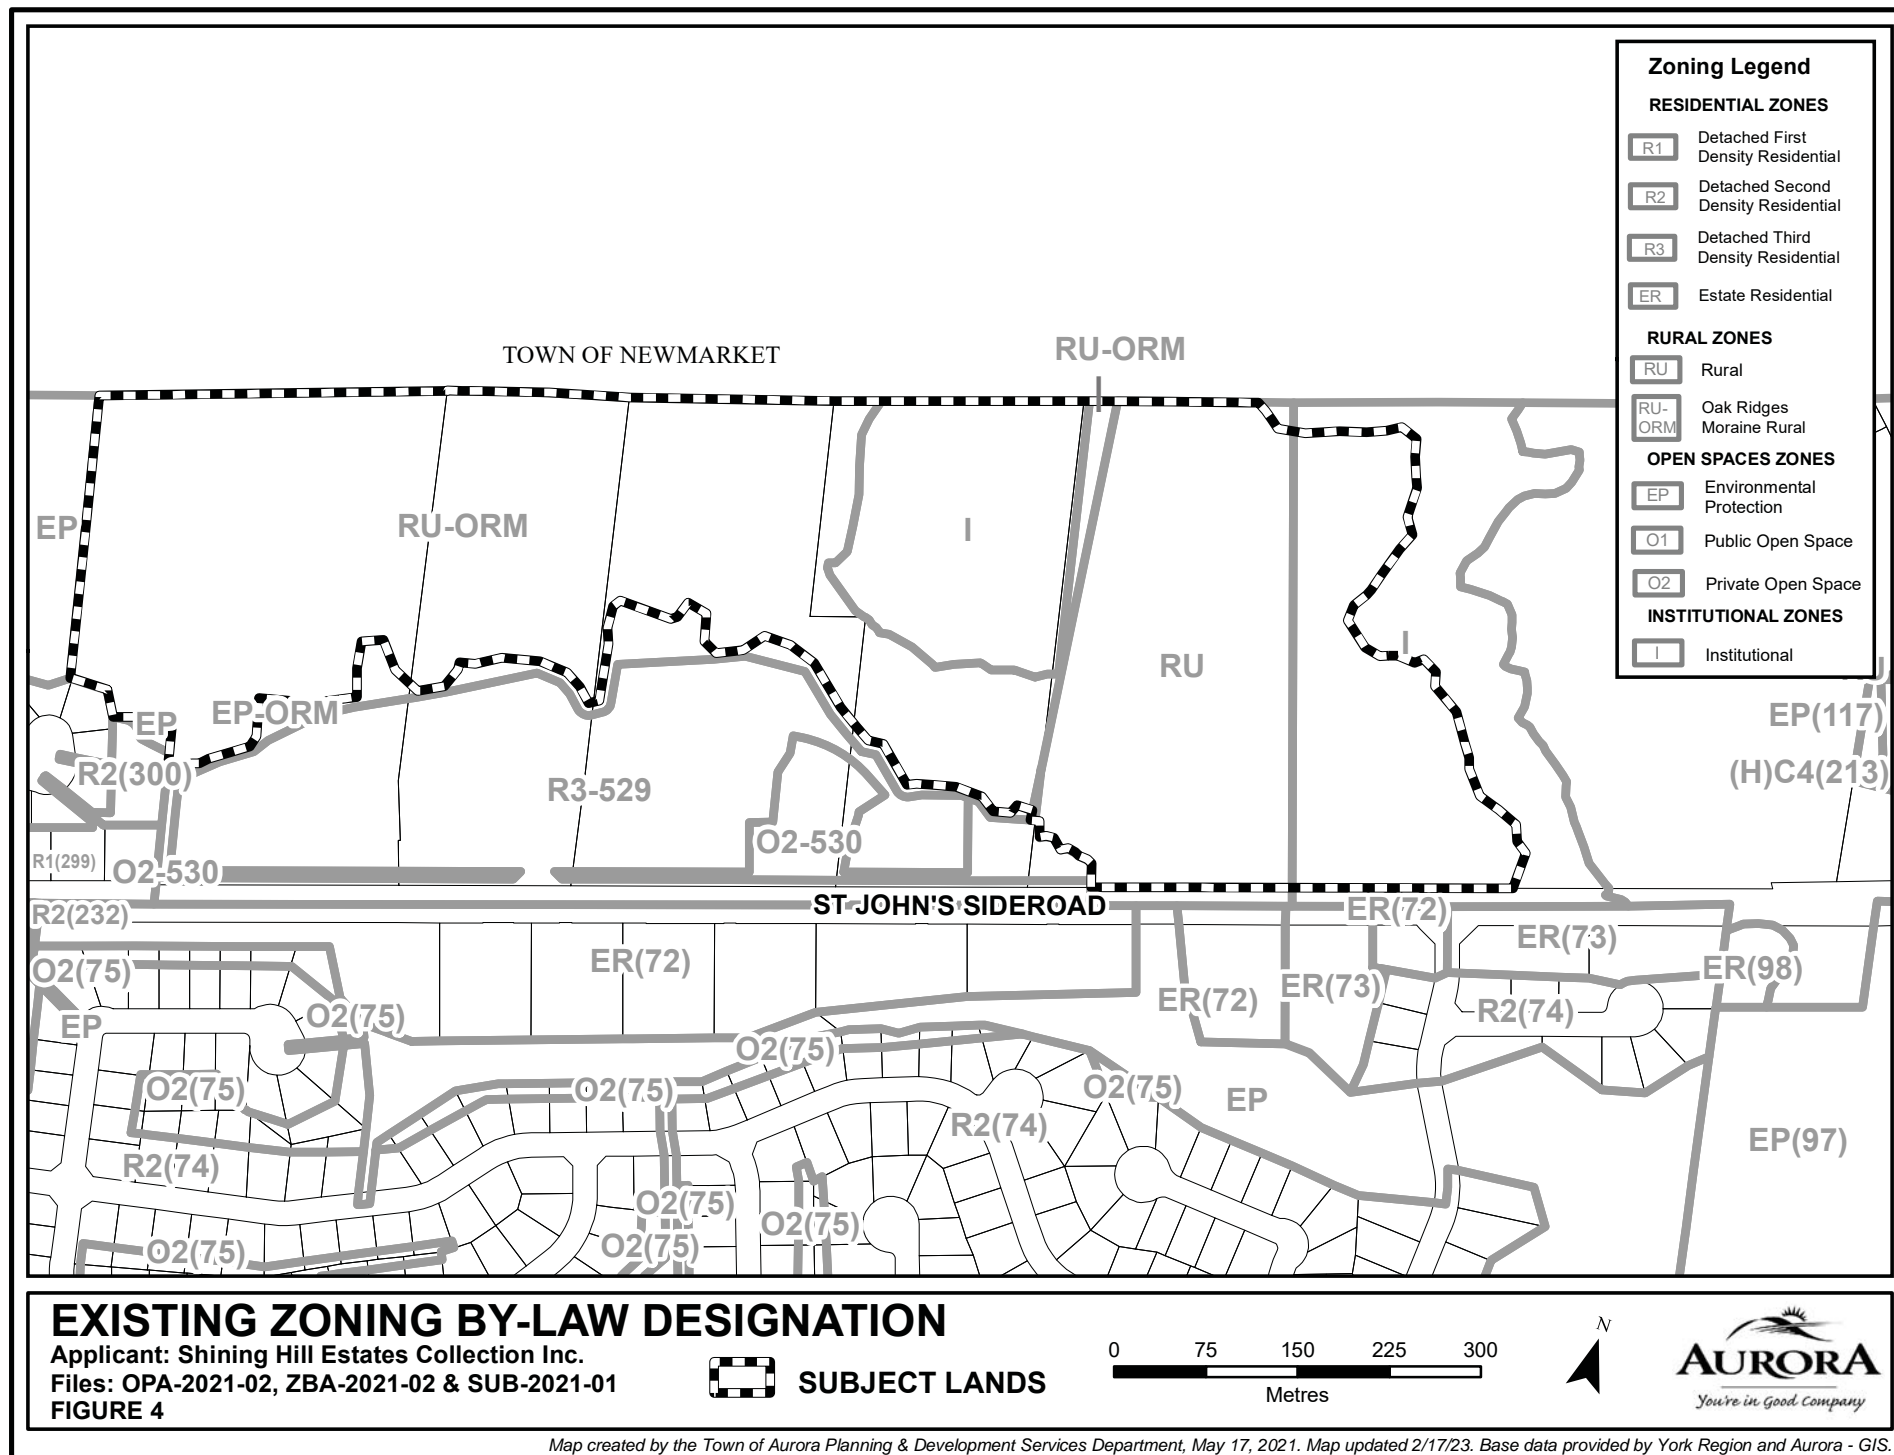 Zoning Legend
RESIDENTIAL ZONES
R1
Detached First
Density Residential
R2
Detached Second
Density Residential
R3
Detached Third
Density Residential
ER
Estate Residential
RURAL ZONES
RU
Rural
RU-
ORM
Oak Ridges
Moraine Rural
OPEN SPACES ZONES
EP
Environmental
Protection
O1
Public Open Space
O2
Private Open Space
INSTITUTIONAL ZONES
I
Institutional
TOWN OF NEWMARKET
RU-ORM
EP
RU-ORM
I
RU
I
EP
EP-ORM
EP(117)
R2(300)
R3-529
(H)C4(213)
O2-530
R1(299)
O2-530
ST JOHN'S SIDEROAD
R2(232)
ER(72)
ER(73)
O2(75)
ER(72)
ER(98)
ER(72)
ER(73)
EP
O2(75)
R2(74)
O2(75)
O2(75)
O2(75)
O2(75)
EP
R2(74)
EP(97)
R2(74)
O2(75)
O2(75)
O2(75)
O2(75)
EXISTING ZONING BY-LAW DESIGNATION
Applicant: Shining Hill Estates Collection Inc.
Files: OPA-2021-02, ZBA-2021-02 & SUB-2021-01
FIGURE 4
SUBJECT LANDS
0 75 150 225 300
Metres
N
AURORA
You're in Good Company
Map created by the Town of Aurora Planning & Development Services Department, May 17, 2021. Map updated 2/17/23. Base data provided by York Region and Aurora - GIS